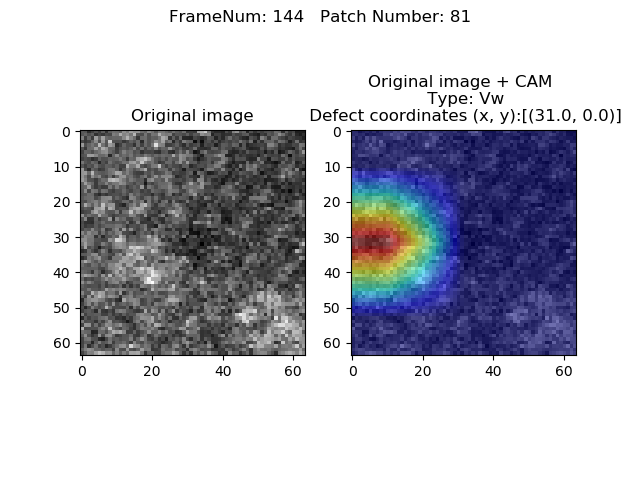 FrameNum: 144   Patch Number: 81
Original image
0
10
20
30
40
50
60
0 20 40 60
Original image + CAM
Type: Vw
Defect coordinates (x, y):[(31.0, 0.0)]
0
10
20
30
40
50
60
0 20 40 60